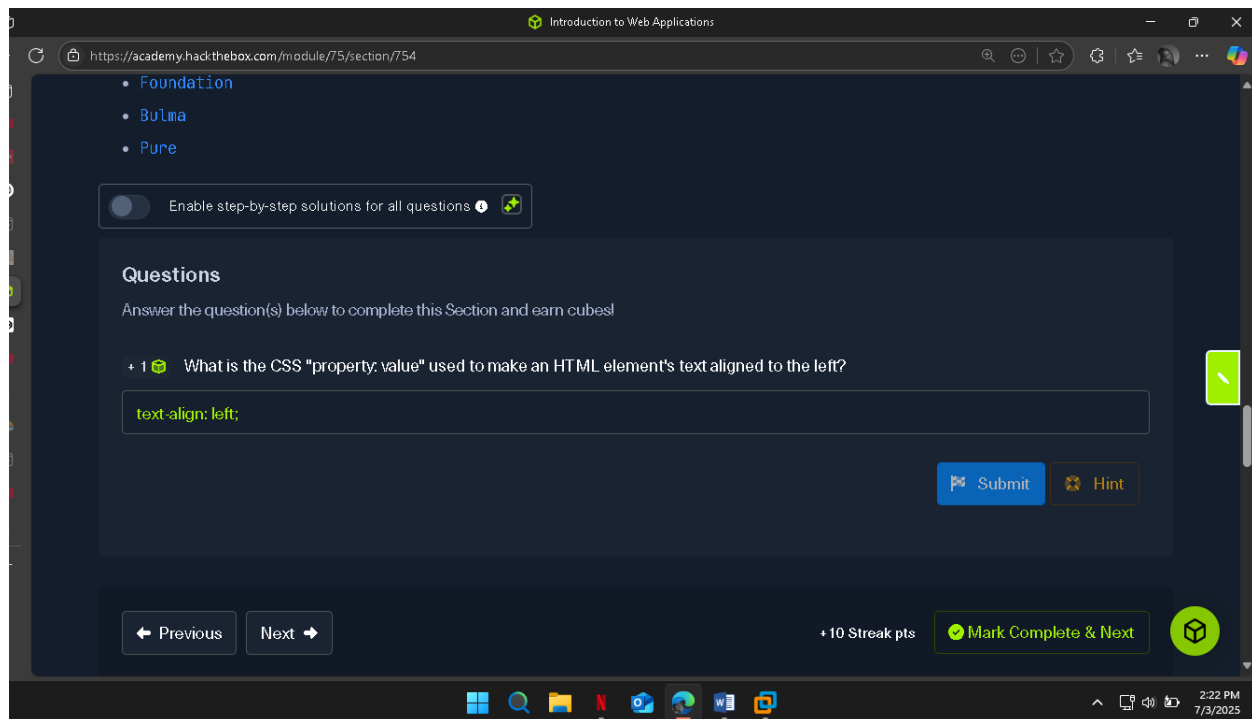 Introduction to Web Applications
https://academy.hackthebox.com/module/75/section/754
• Foundation
• Bulma
• Pure
Enable step-by-step solutions for all questions
Questions
Answer the question(s) below to complete this Section and earn cubes!
+ 1 What is the CSS "property: value" used to make an HTML element's text aligned to the left?
text-align: left;
Submit Hint
Previous Next +10 Streak pts Mark Complete & Next
2:22 PM
7/3/2025